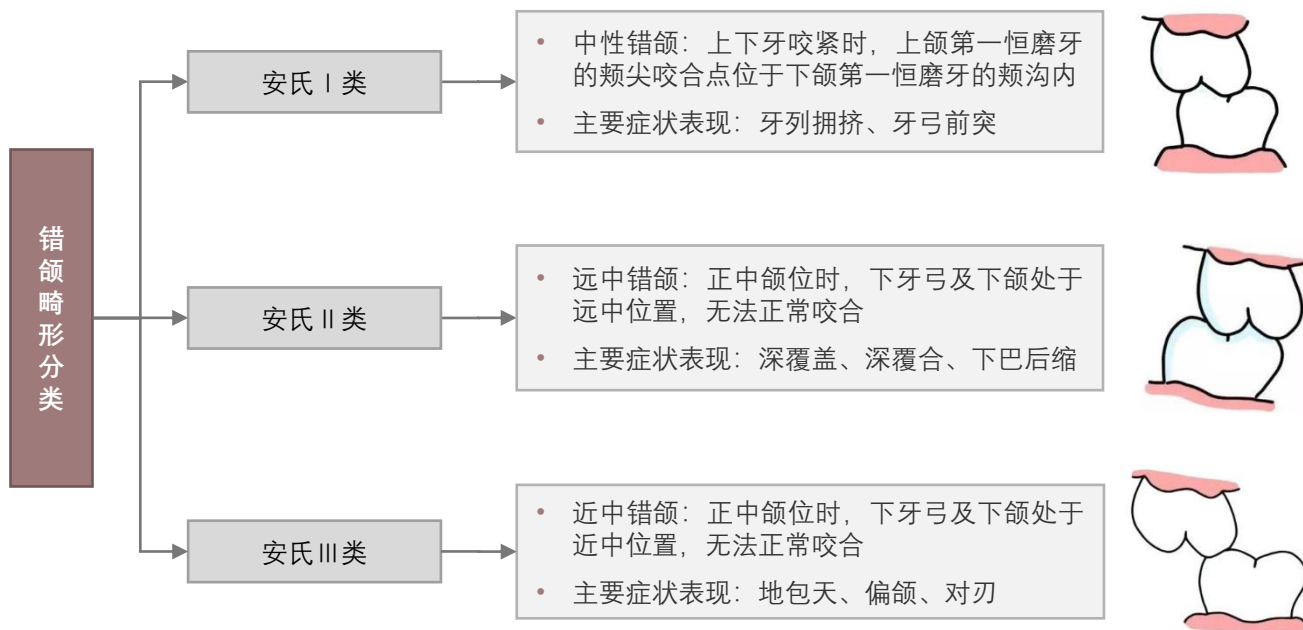 错颌畸形分类
安氏Ⅰ类
• 中性错颌：上下牙咬紧时，上颌第一恒磨牙
的颊尖咬合点位于下颌第一恒磨牙的颊沟内
• 主要症状表现：牙列拥挤、牙弓前突
安氏Ⅱ类
• 远中错颌：正中颌位时，下牙弓及下颌处于
远中位置，无法正常咬合
• 主要症状表现：深覆盖、深覆合、下巴后缩
安氏Ⅲ类
• 近中错颌：正中颌位时，下牙弓及下颌处于
近中位置，无法正常咬合
• 主要症状表现：地包天、偏颌、对刃